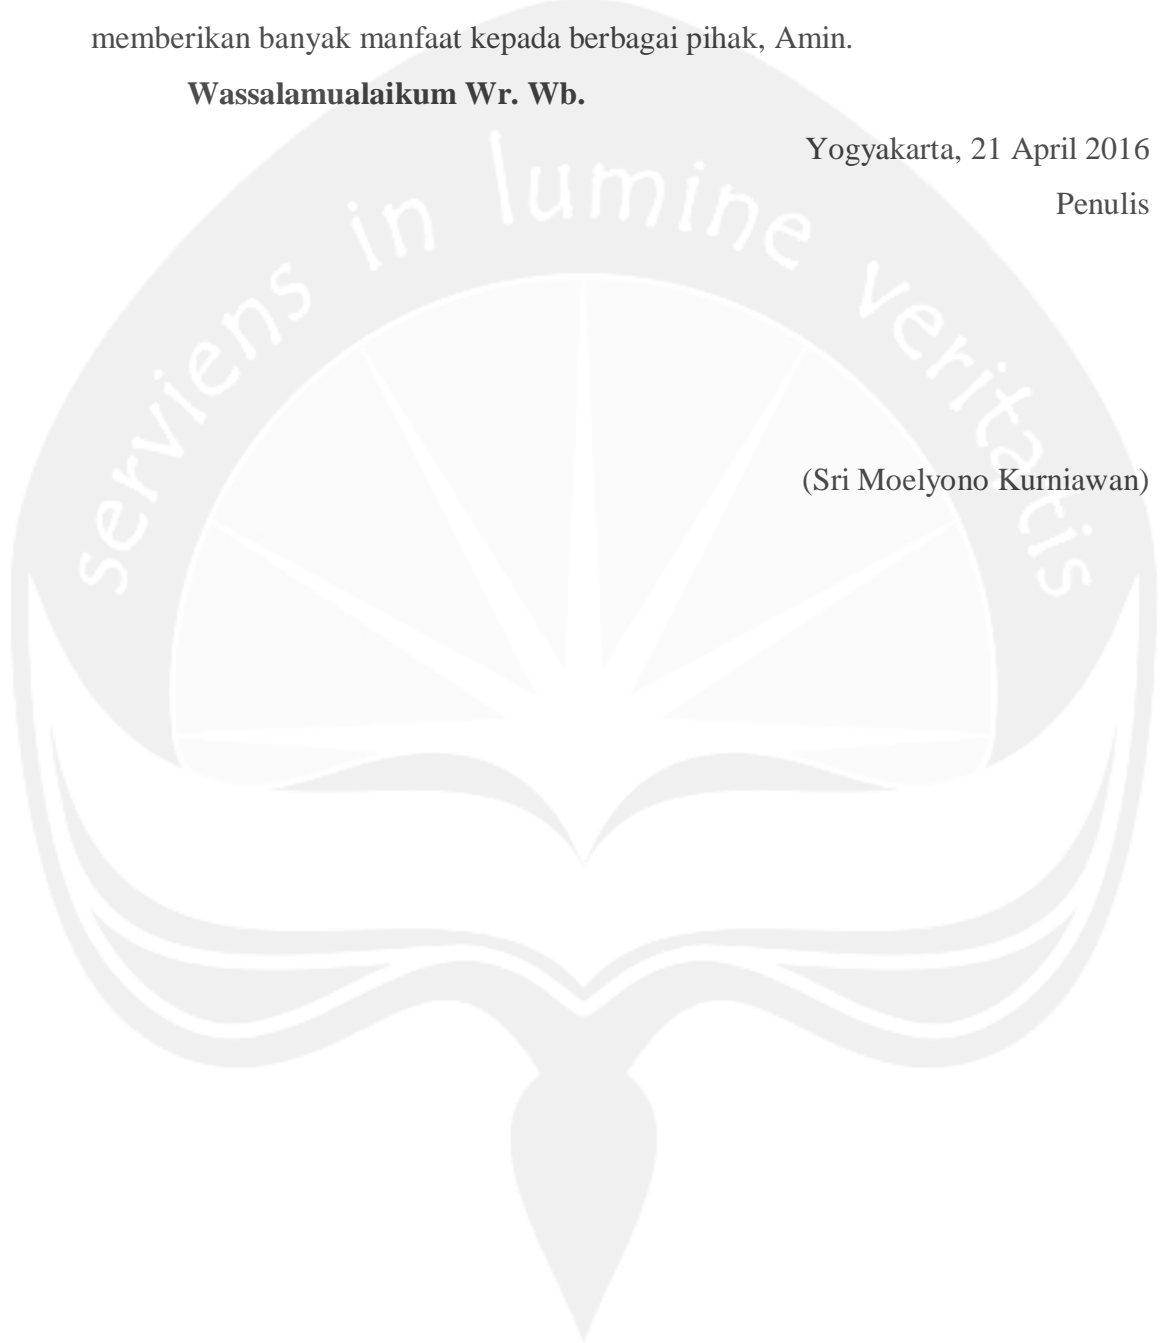 memberikan banyak manfaat kepada berbagai pihak, Amin.
Wassalamualaikum Wr. Wb.
Yogyakarta, 21 April 2016
Penulis
serviens in lumine veritatis
(Sri Moelyono Kurniawan)